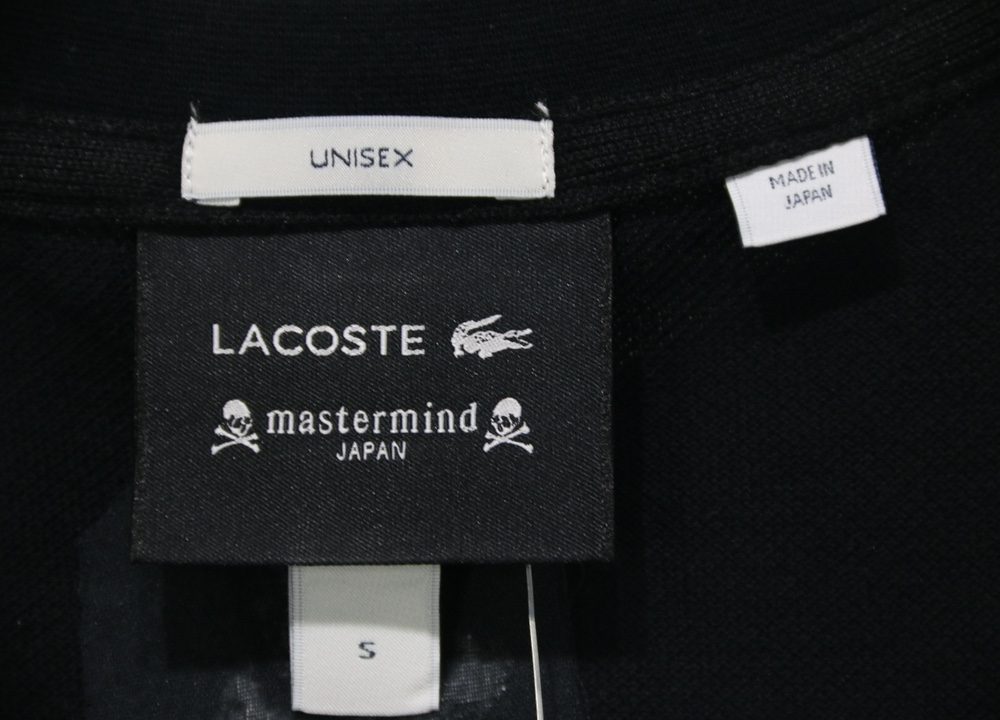 UNISEX
MADE IN
JAPAN
LACOSTE
mastermind
JAPAN
S